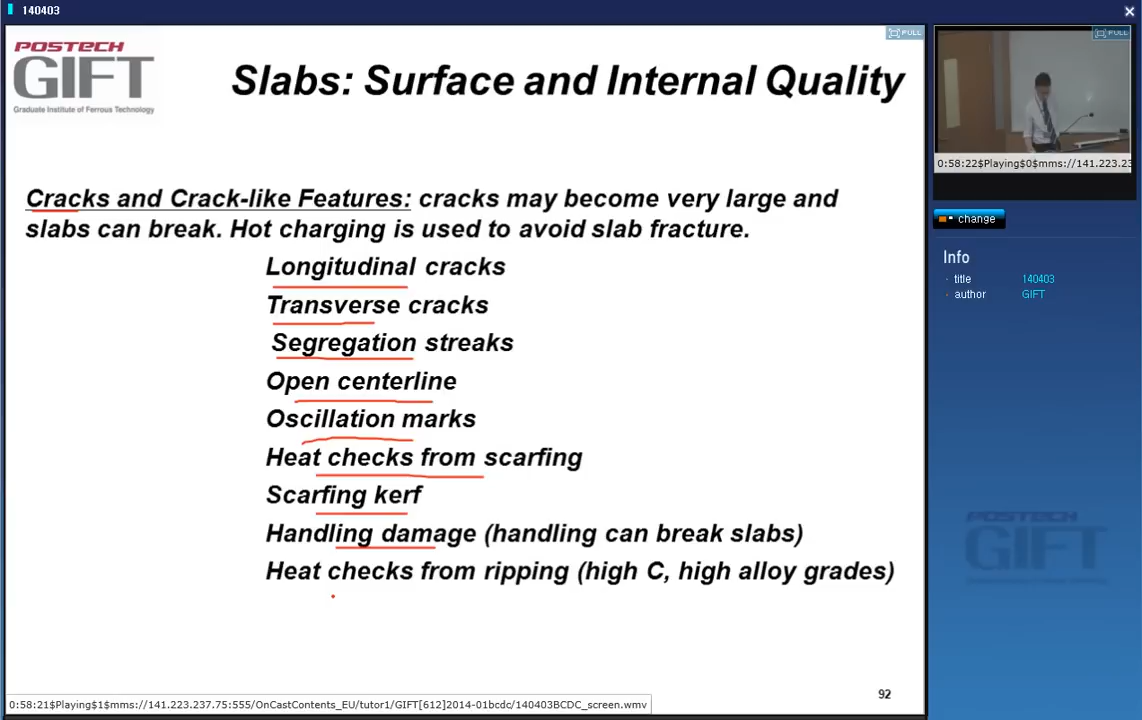 140403
POSTECH
GIFT
Graduate Institute of Ferrous Technology
FULL
Slabs: Surface and Internal Quality
Cracks and Crack-like Features: cracks may become very large and
slabs can break. Hot charging is used to avoid slab fracture.
Longitudinal cracks
Transverse cracks
Segregation streaks
Open centerline
Oscillation marks
Heat checks from scarfing
Scarfing kerf
Handling damage (handling can break slabs)
Heat checks from ripping (high C, high alloy grades)
92
0:58:21$Playing$1$mms://141.223.237.75:555/OnCastContents_EU/tutor1/GIFT[612]2014-01bcdc/140403BCDC_screen.wmv
FULL
0:58:22$Playing$0$mms://141.223.23
change
Info
title 140403
author GIFT
POSTECH
GIFT